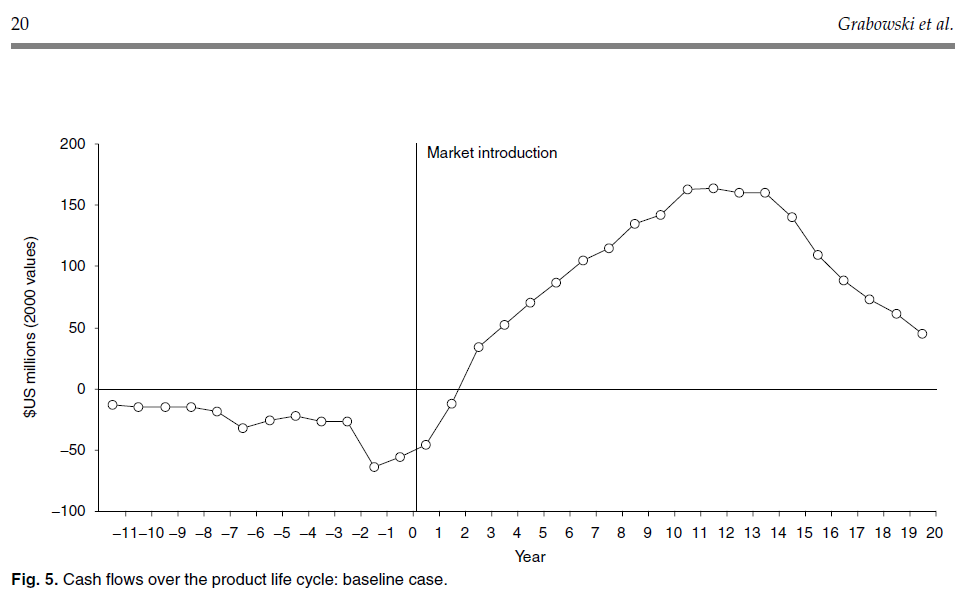 20
Grabowski et al.
200
Market introduction
150
100
50
0
−50
−100
$US millions (2000 values)
−11 −10 −9 −8 −7 −6 −5 −4 −3 −2 −1 0 1 2 3 4 5 6 7 8 9 10 11 12 13 14 15 16 17 18 19 20
Year
Fig. 5. Cash flows over the product life cycle: baseline case.